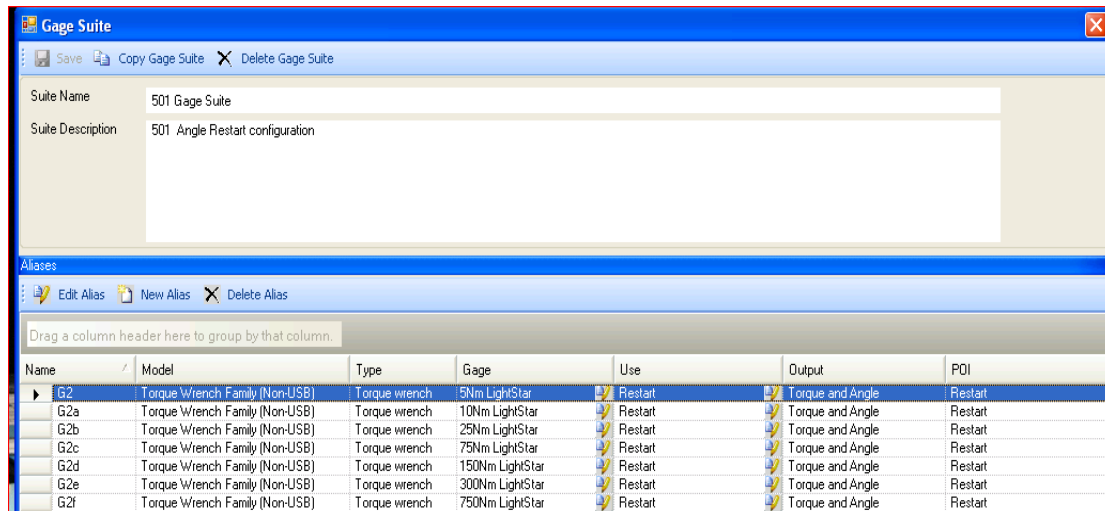 Gage Suite
Save Copy Gage Suite Delete Gage Suite
Suite Name 501 Gage Suite
Suite Description 501 Angle Restart configuration
Aliases
Edit Alias New Alias Delete Alias
Drag a column header here to group by that column.
Name Model Type Gage Use Output POI
G2 Torque Wrench Family (Non-USB) Torque wrench 5Nm LightStar Restart Torque and Angle Restart
G2a Torque Wrench Family (Non-USB) Torque wrench 10Nm LightStar Restart Torque and Angle Restart
G2b Torque Wrench Family (Non-USB) Torque wrench 25Nm LightStar Restart Torque and Angle Restart
G2c Torque Wrench Family (Non-USB) Torque wrench 75Nm LightStar Restart Torque and Angle Restart
G2d Torque Wrench Family (Non-USB) Torque wrench 150Nm LightStar Restart Torque and Angle Restart
G2e Torque Wrench Family (Non-USB) Torque wrench 300Nm LightStar Restart Torque and Angle Restart
G2f Torque Wrench Family (Non-USB) Torque wrench 750Nm LightStar Restart Torque and Angle Restart